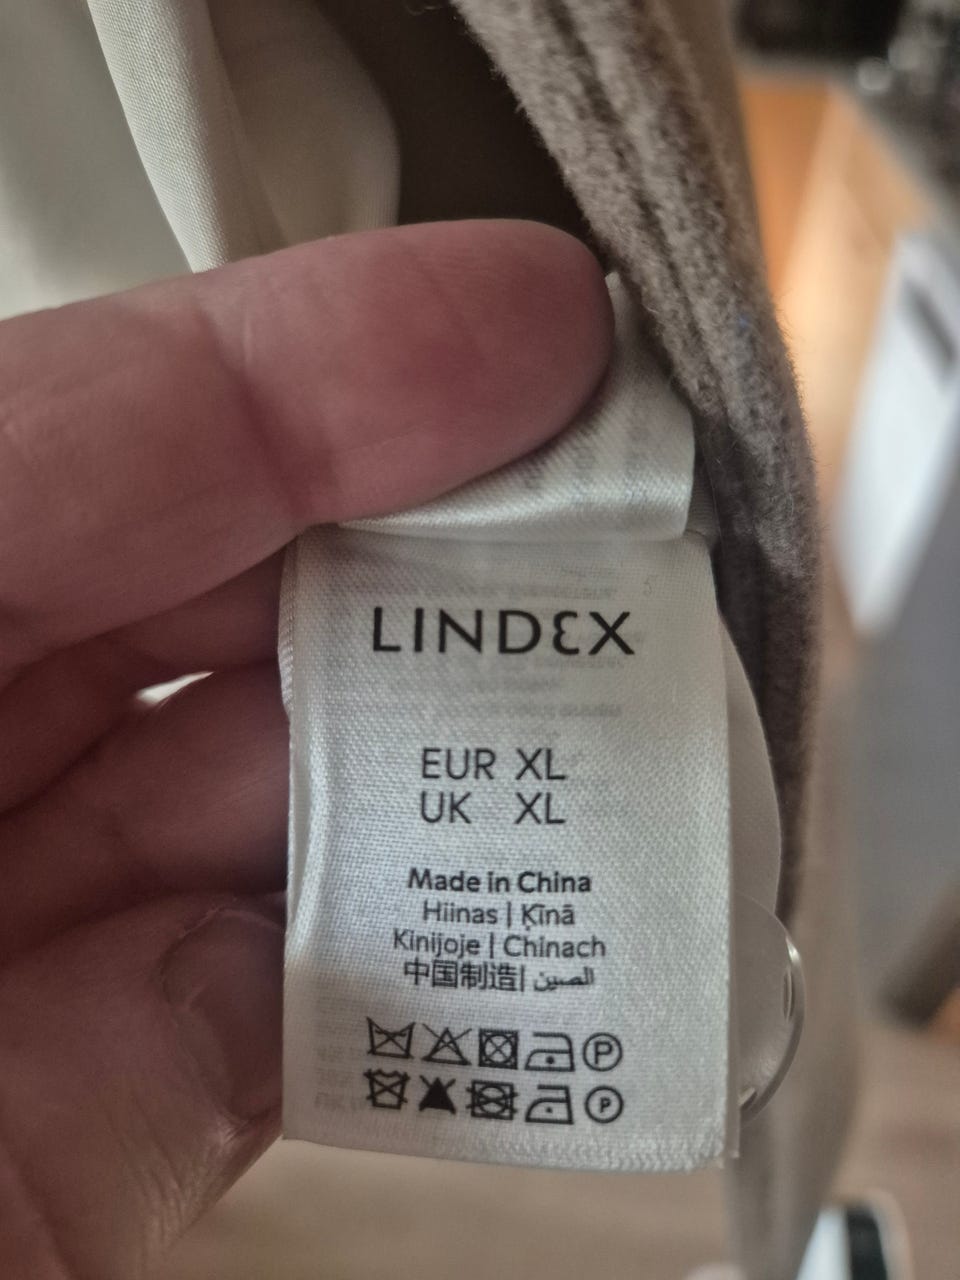 LINDEX
EUR XL
UK XL
Made in China
Hiinas | Ķīnā
Kinijoje | Chinach
中国制造| الصين
P
P